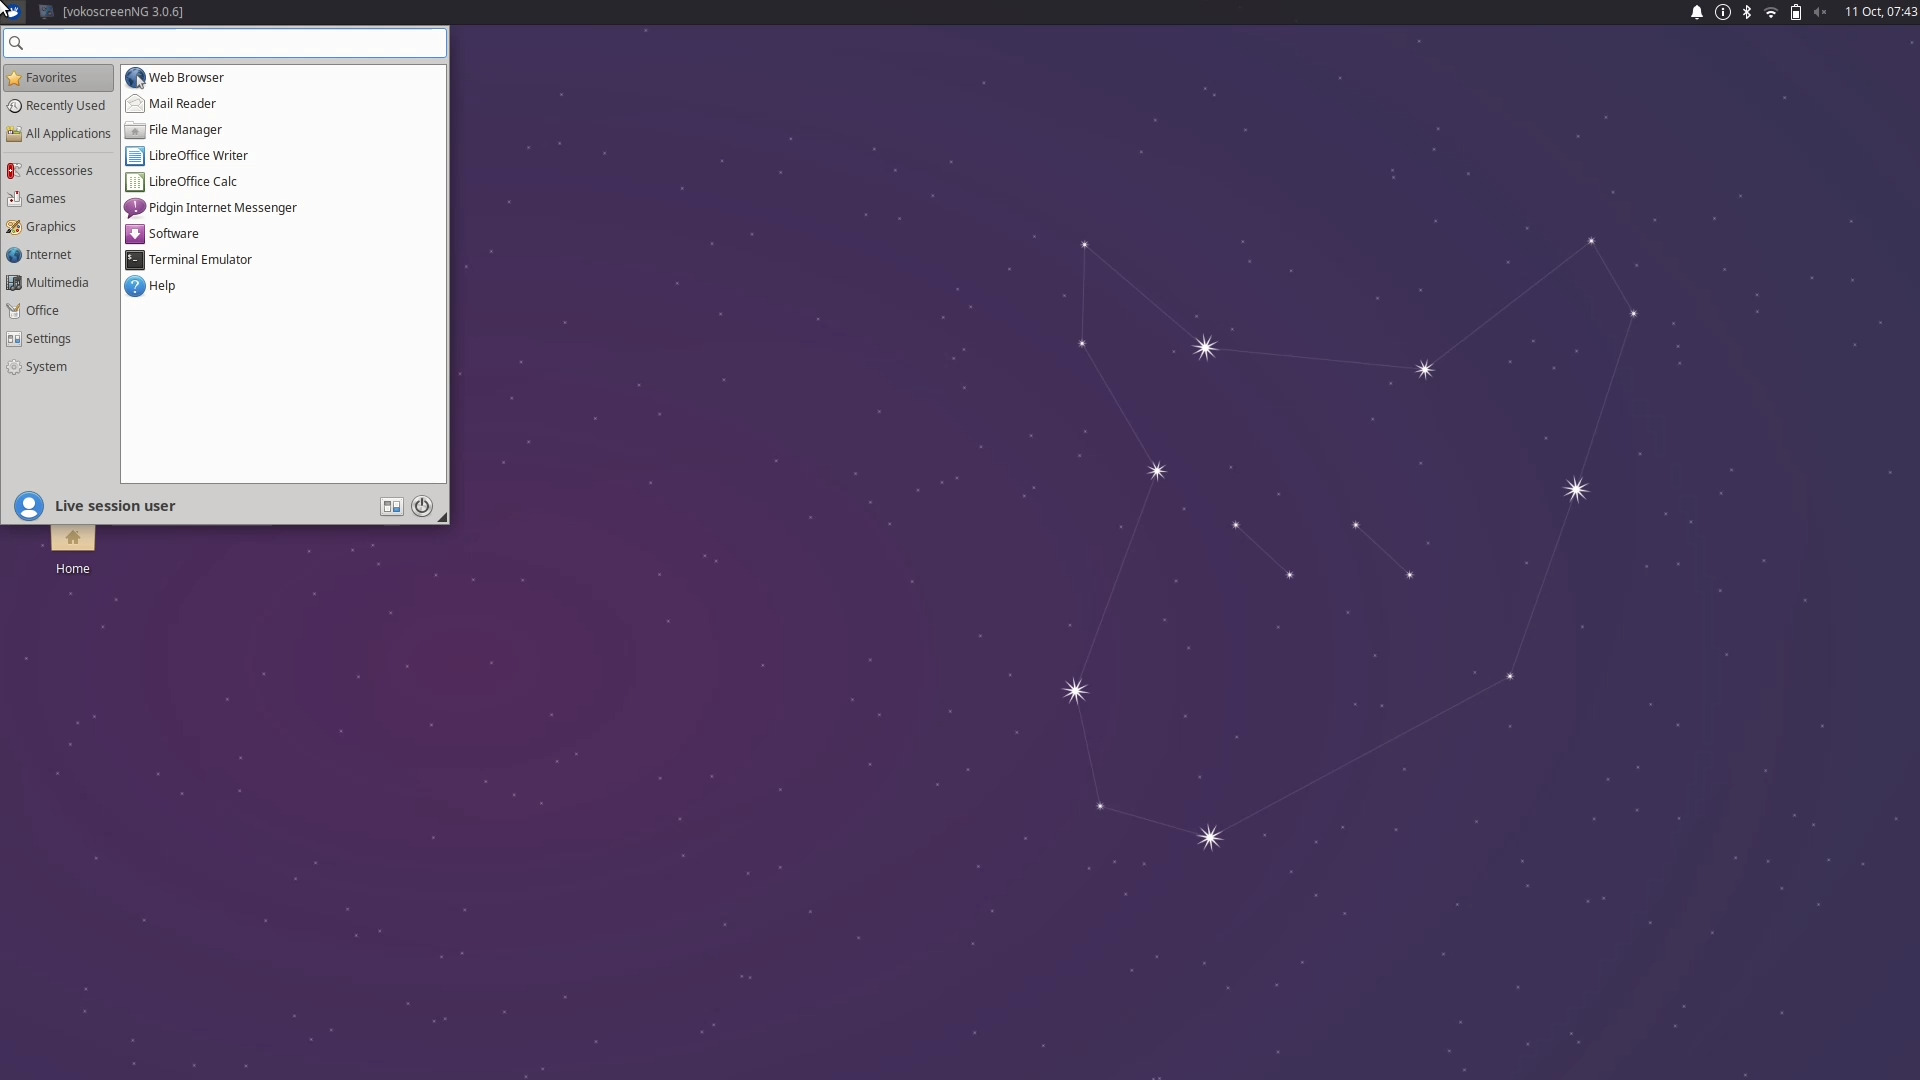 [vokoscreenNG 3.0.6]
11 Oct, 07:43
Favorites
Recently Used
All Applications
Accessories
Games
Graphics
Internet
Multimedia
Office
Settings
System
Web Browser
Mail Reader
File Manager
LibreOffice Writer
LibreOffice Calc
Pidgin Internet Messenger
Software
Terminal Emulator
Help
Live session user
Home